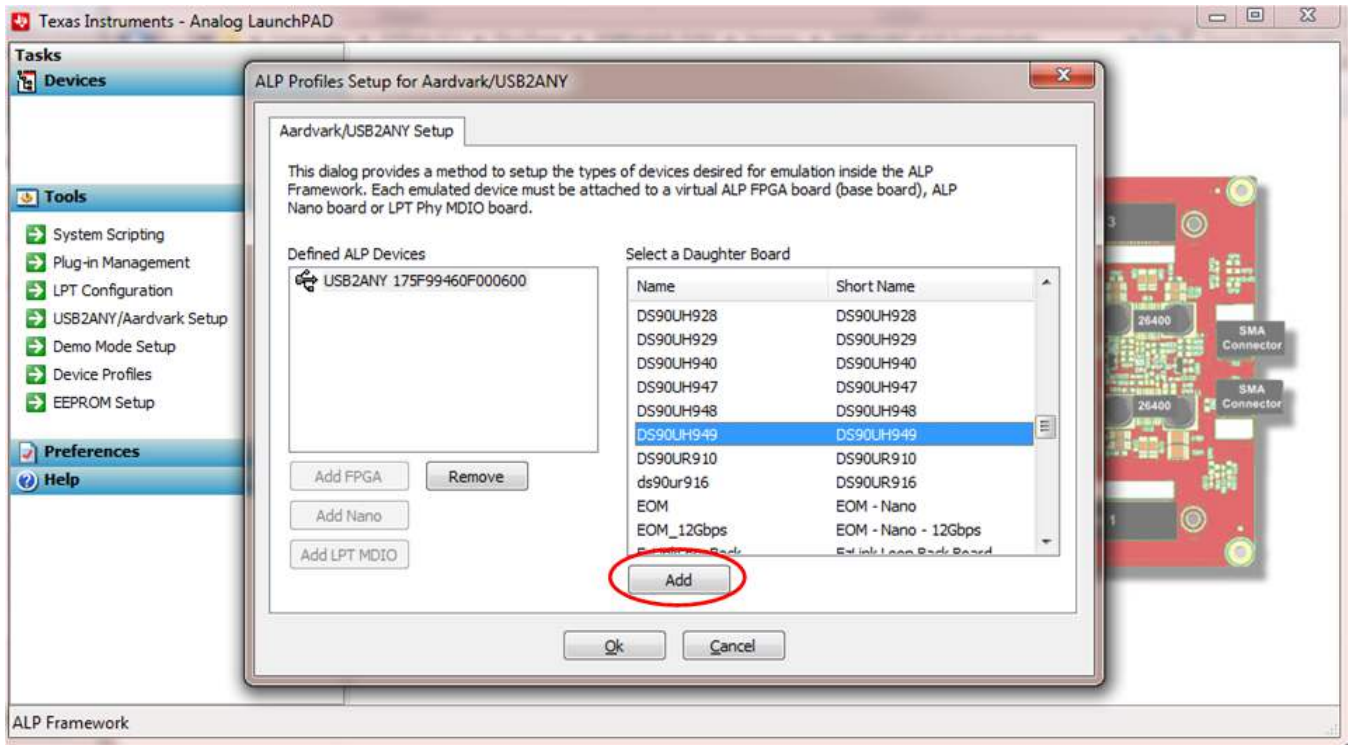 Texas Instruments - Analog LaunchPAD
Tasks
Devices
Tools
System Scripting
Plug-in Management
LPT Configuration
USB2ANY/Aardvark Setup
Demo Mode Setup
Device Profiles
EEPROM Setup
Preferences
Help
ALP Profiles Setup for Aardvark/USB2ANY
Aardvark/USB2ANY Setup
This dialog provides a method to setup the types of devices desired for emulation inside the ALP
Framework. Each emulated device must be attached to a virtual ALP FPGA board (base board), ALP
Nano board or LPT Phy MDIO board.
Defined ALP Devices
USB2ANY 175F99460F000600
Add FPGA
Remove
Add Nano
Add LPT MDIO
Select a Daughter Board
Name Short Name
DS90UH928 DS90UH928
DS90UH929 DS90UH929
DS90UH940 DS90UH940
DS90UH947 DS90UH947
DS90UH948 DS90UH948
DS90UH949 DS90UH949
DS90UR910 DS90UR910
ds90ur916 DS90UR916
EOM EOM - Nano
EOM_12Gbps EOM - Nano - 12Gbps
EzLink Loop Back Board
Add
Ok
Cancel
3
26400
SMA
Connector
26400
SMA
Connector
1
ALP Framework